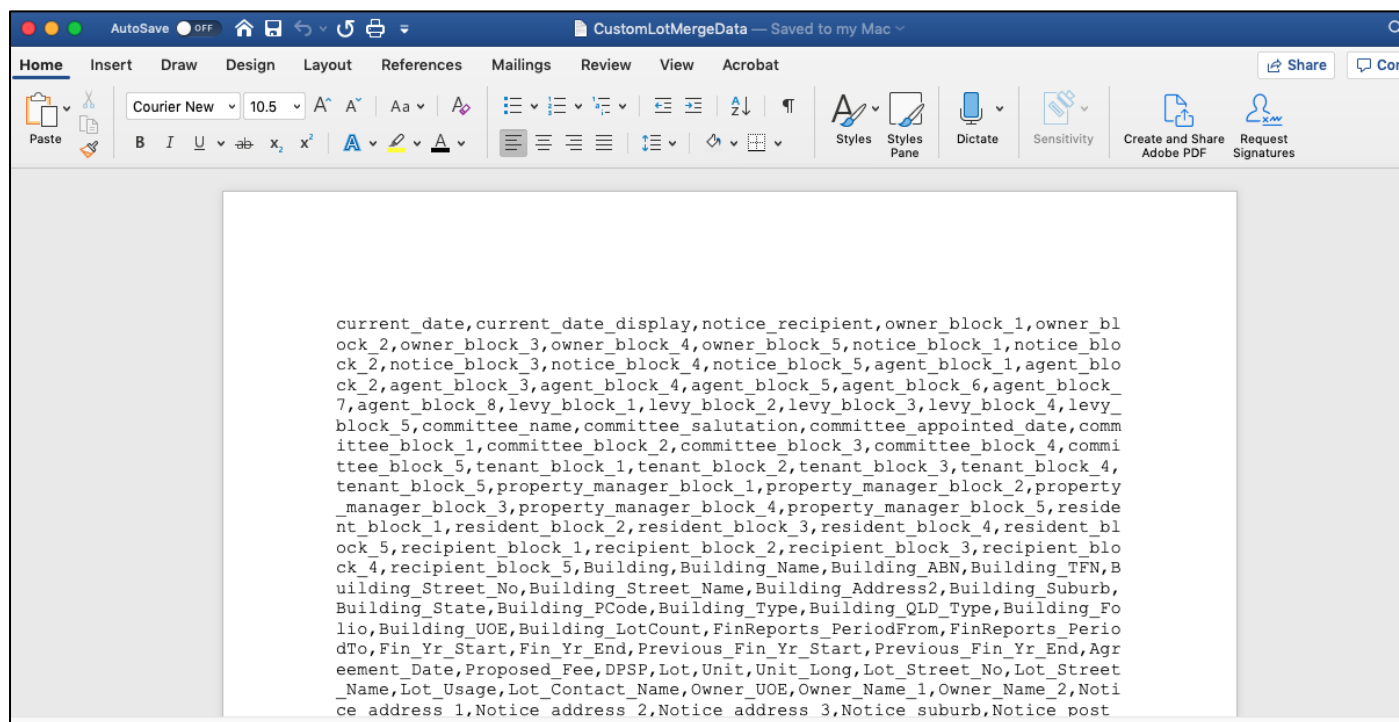 AutoSave OFF CustomLotMergeData — Saved to my Mac
Home Insert Draw Design Layout References Mailings Review View Acrobat Share
Paste Courier New 10.5 A^ Aˇ Aa A
B I U ab x₂ x² A A
Styles Styles Pane Dictate Sensitivity Create and Share Adobe PDF Request Signatures
current_date,current_date_display,notice_recipient,owner_block_1,owner_bl
ock_2,owner_block_3,owner_block_4,owner_block_5,notice_block_1,notice_blo
ck_2,notice_block_3,notice_block_4,notice_block_5,agent_block_1,agent_blo
ck_2,agent_block_3,agent_block_4,agent_block_5,agent_block_6,agent_block_
7,agent_block_8,levy_block_1,levy_block_2,levy_block_3,levy_block_4,levy_
block_5,committee_name,committee_salutation,committee_appointed_date,comm
ittee_block_1,committee_block_2,committee_block_3,committee_block_4,commi
ttee_block_5,tenant_block_1,tenant_block_2,tenant_block_3,tenant_block_4,
tenant_block_5,property_manager_block_1,property_manager_block_2,property
_manager_block_3,property_manager_block_4,property_manager_block_5,reside
nt_block_1,resident_block_2,resident_block_3,resident_block_4,resident_bl
ock_5,recipient_block_1,recipient_block_2,recipient_block_3,recipient_blo
ck_4,recipient_block_5,Building,Building_Name,Building_ABN,Building_TFN,B
uilding_Street_No,Building_Street_Name,Building_Address2,Building_Suburb,
Building_State,Building_PCode,Building_Type,Building_QLD_Type,Building_Fo
lio,Building_UOE,Building_LotCount,FinReports_PeriodFrom,FinReports_Perio
dTo,Fin_Yr_Start,Fin_Yr_End,Previous_Fin_Yr_Start,Previous_Fin_Yr_End,Agr
eement_Date,Proposed_Fee,DPSP,Lot,Unit,Unit_Long,Lot_Street_No,Lot_Street
_Name,Lot_Usage,Lot_Contact_Name,Owner_UOE,Owner_Name_1,Owner_Name_2,Noti
ce_address_1,Notice_address_2,Notice_address_3,Notice_suburb,Notice_post_